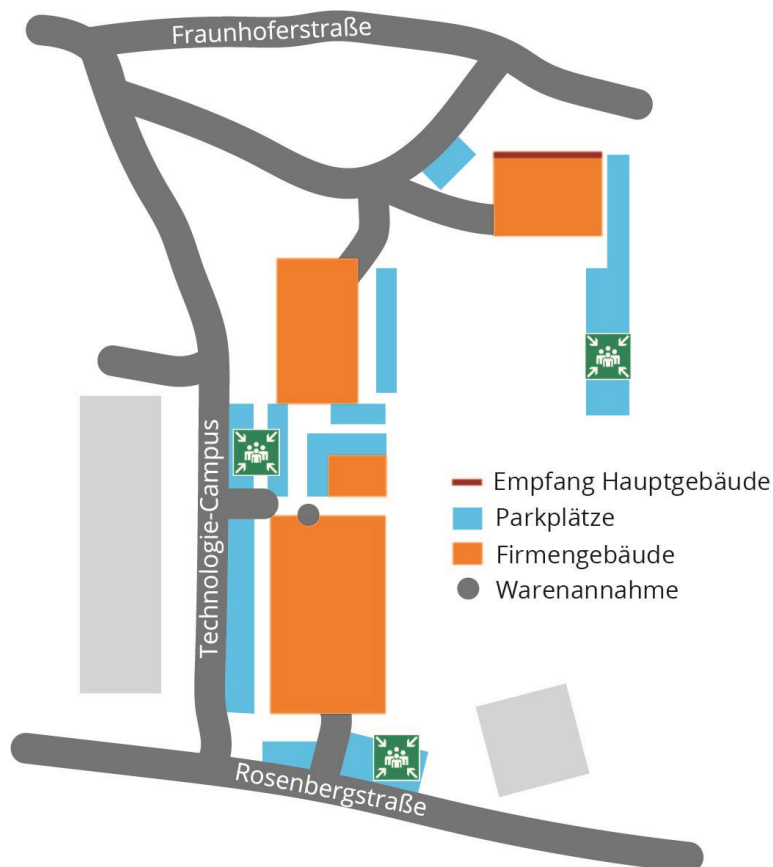 Fraunhoferstraße
Technologie-Campus
Empfang Hauptgebäude
Parkplätze
Firmengebäude
Warenannahme
Rosenbergstraße